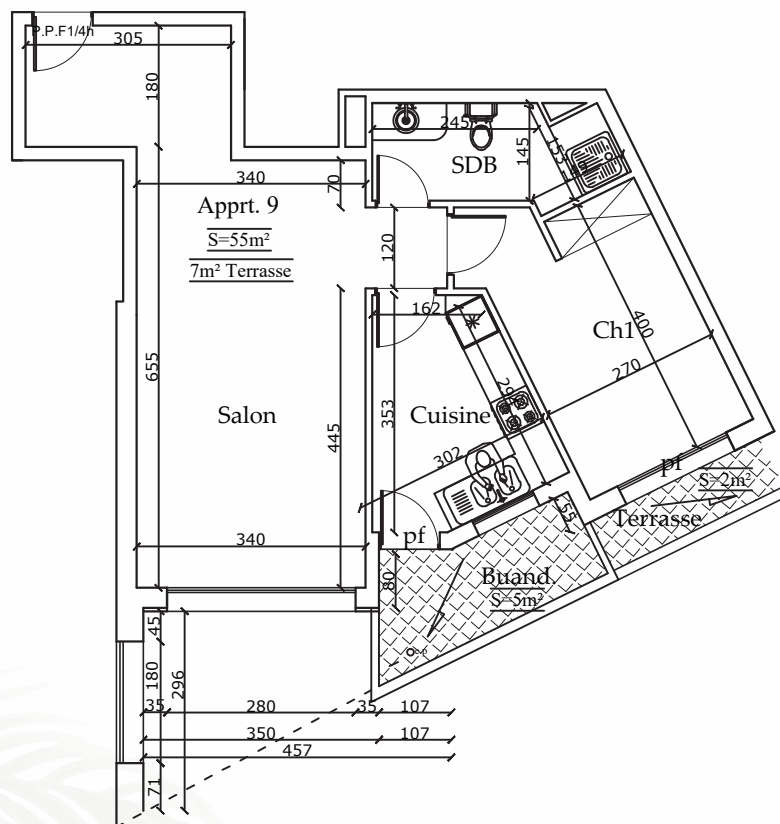 P.P.F1/4h
305
180
245
SDB
145
153
340
70
Apprt. 9
S=55m²
7m² Terrasse
120
162
400
Ch1
270
655
445
Salon
353
Cuisine
302
pf
S=2m²
Terrasse
55
340
pf
80
Buand.
S=5m²
45
180
296
35
280
35
107
350
107
457
71